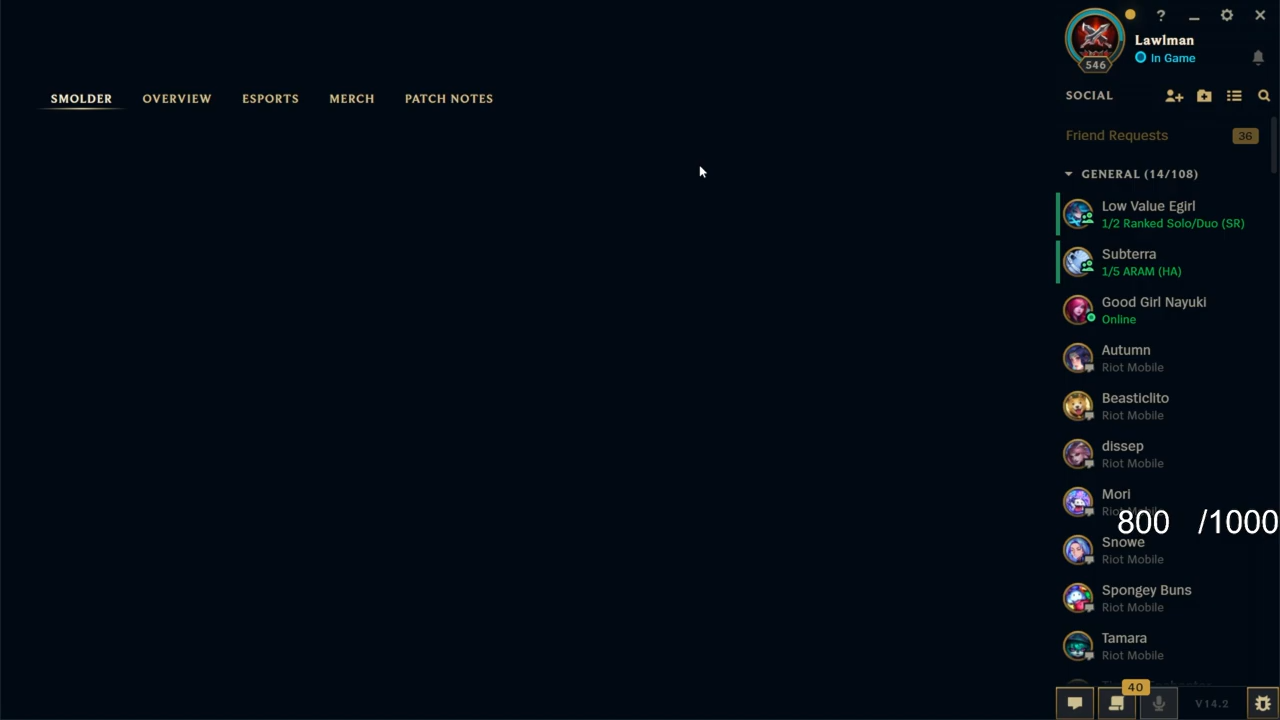 ?
Lawlman
546
In Game
SMOLDER
OVERVIEW
ESPORTS
MERCH
PATCH NOTES
SOCIAL
Friend Requests
36
GENERAL (14/108)
Low Value Egirl
1/2 Ranked Solo/Duo (SR)
Subterra
1/5 ARAM (HA)
Good Girl Nayuki
Online
Autumn
Riot Mobile
Beasticlito
Riot Mobile
dissep
Riot Mobile
Mori
Riot Mobile
800 /1000
Snowe
Riot Mobile
Spongey Buns
Riot Mobile
Tamara
Riot Mobile
40
V14.2